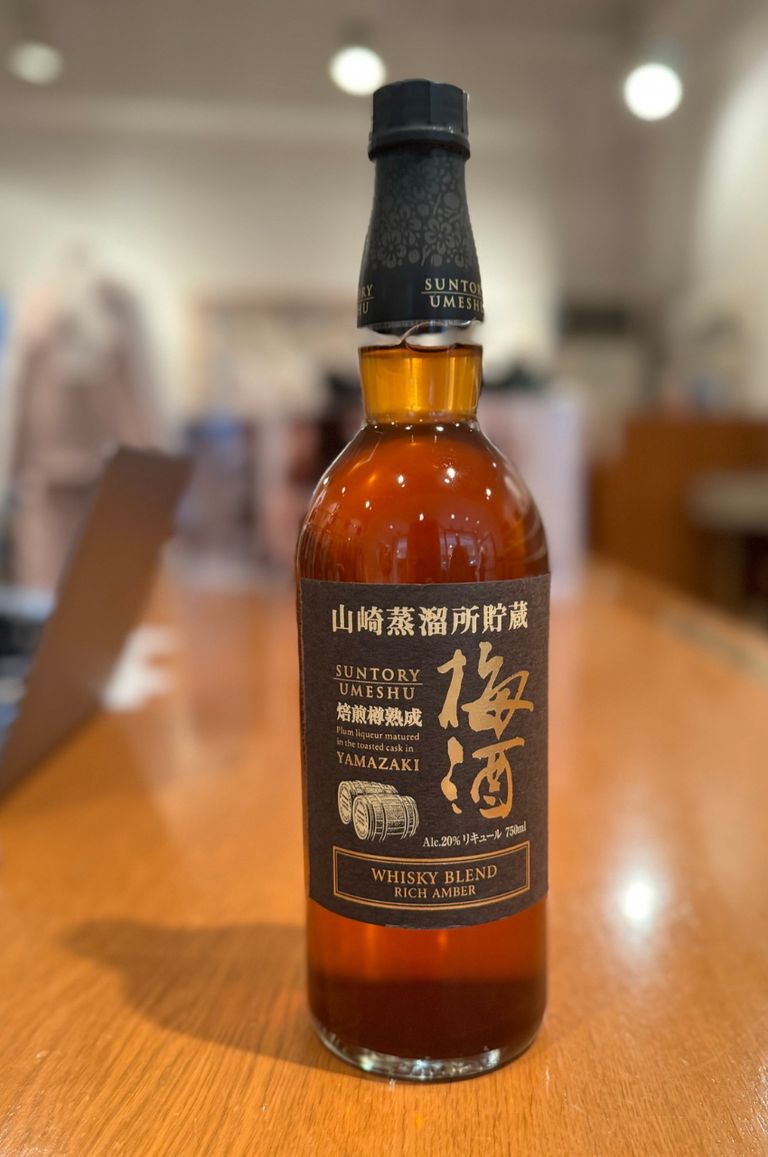 SUNTORY
UMESHU
山崎蒸溜所貯蔵
梅酒
SUNTORY
UMESHU
焙煎樽熟成
Plum liqueur matured
in the toasted cask in
YAMAZAKI
Alc.20% リキュール 750ml
WHISKY BLEND
RICH AMBER